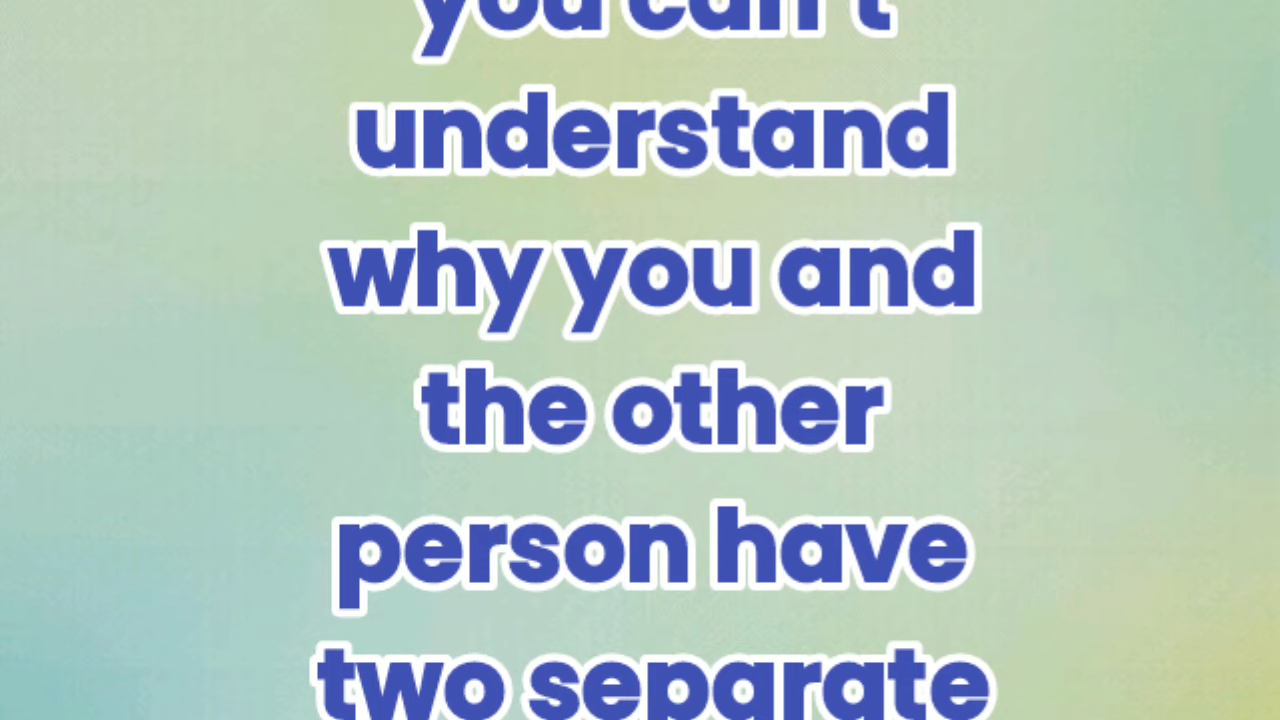 you can't
understand
why you and
the other
person have
two separate